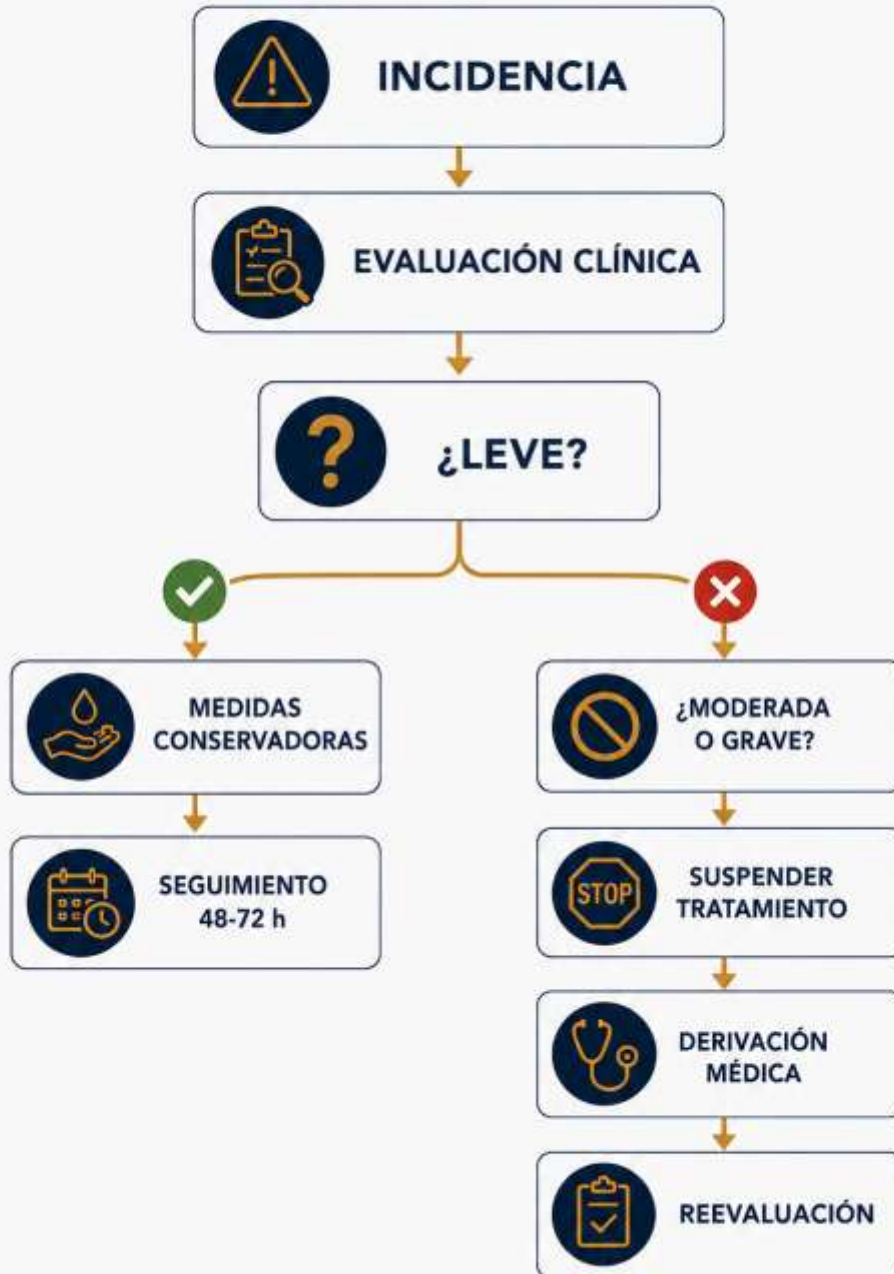 INCIDENCIA
EVALUACIÓN CLÍNICA
¿LEVE?
MEDIDAS
CONSERVADORAS
SEGUIMIENTO
48-72 h
¿MODERADA
O GRAVE?
STOP
SUSPENDER
TRATAMIENTO
DERIVACIÓN
MÉDICA
REEVALUACIÓN